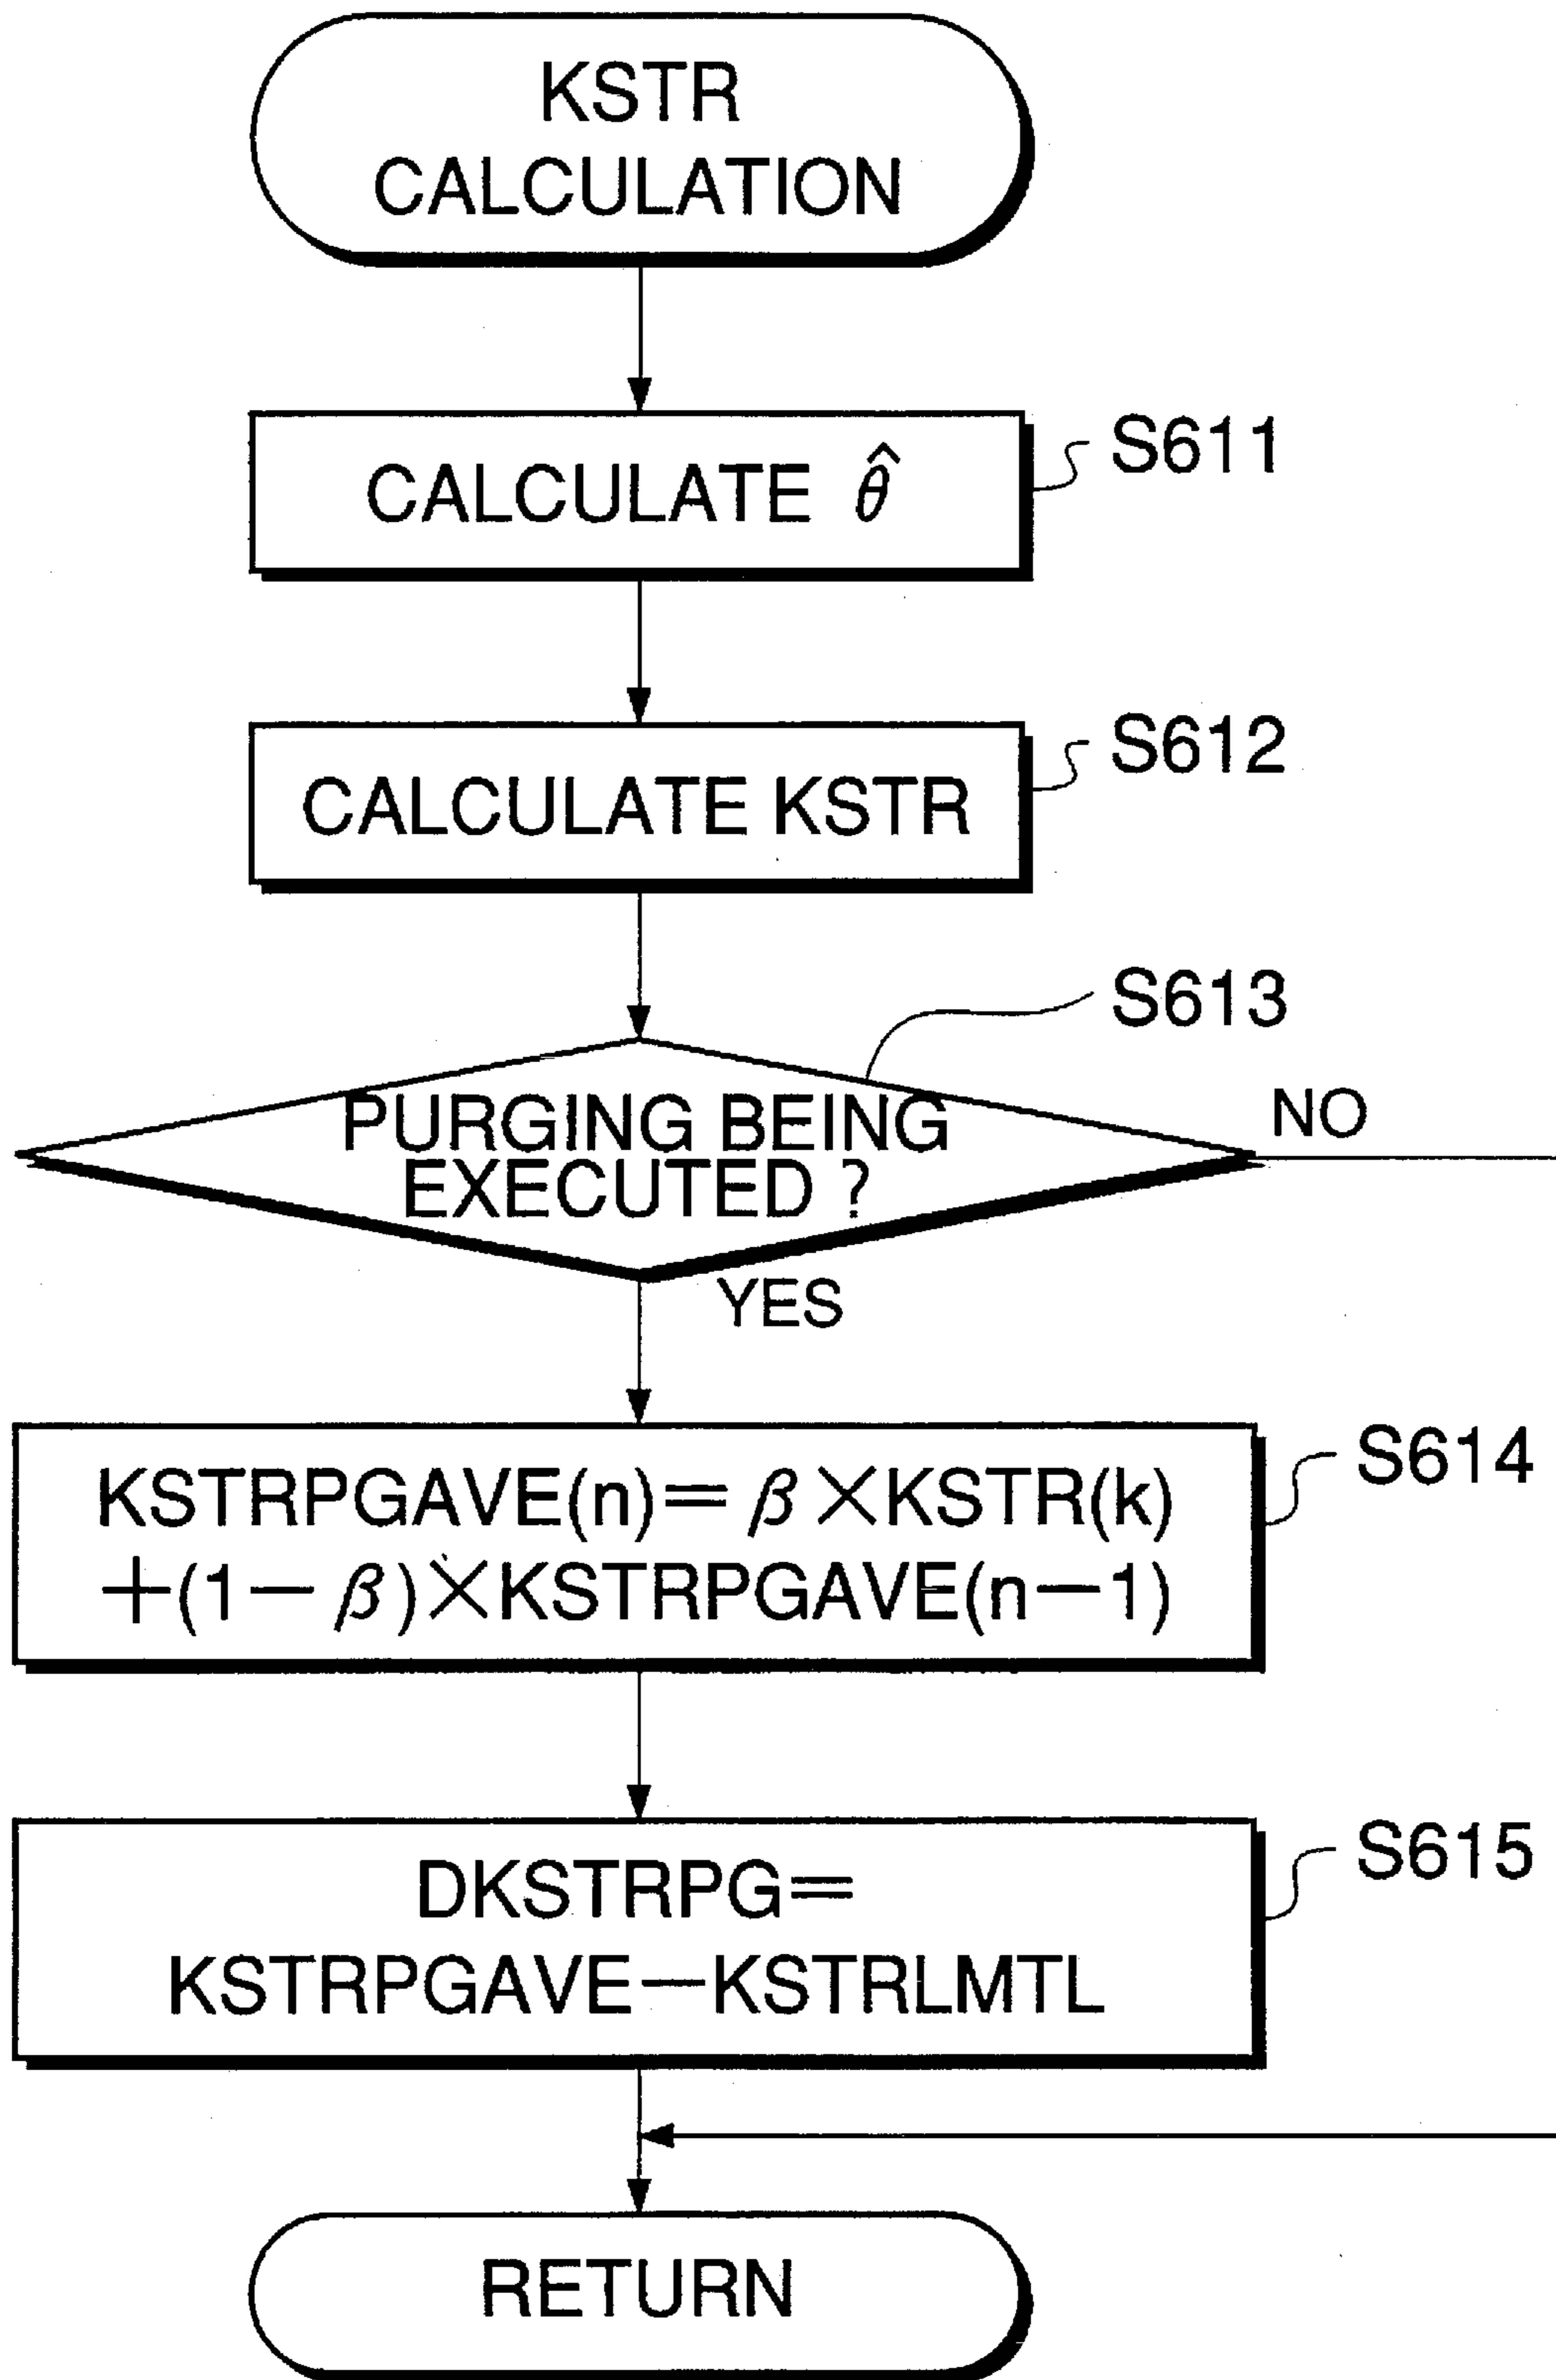 KSTR
CALCULATION
CALCULATE θ̂
S611
CALCULATE KSTR
S612
S613
PURGING BEING
EXECUTED ?
NO
YES
KSTRPGAVE(n)=β×KSTR(k)
+(1−β)×KSTRPGAVE(n−1)
S614
DKSTRPG=
KSTRPGAVE−KSTRLMTL
S615
RETURN